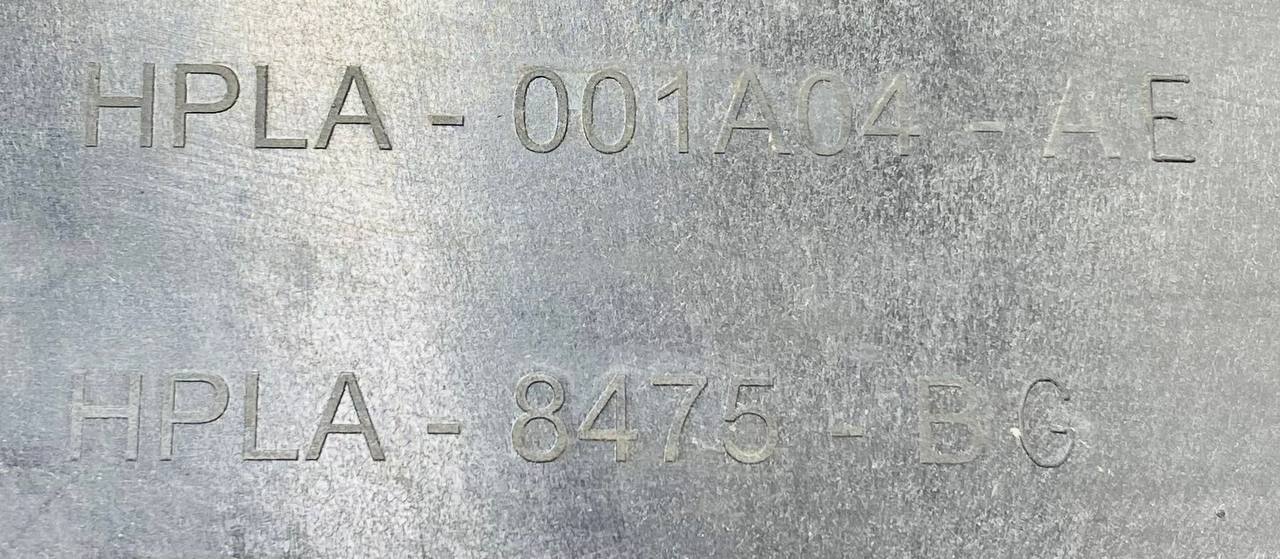 HPLA - 001A04 - AE
HPLA - 8475 - BG